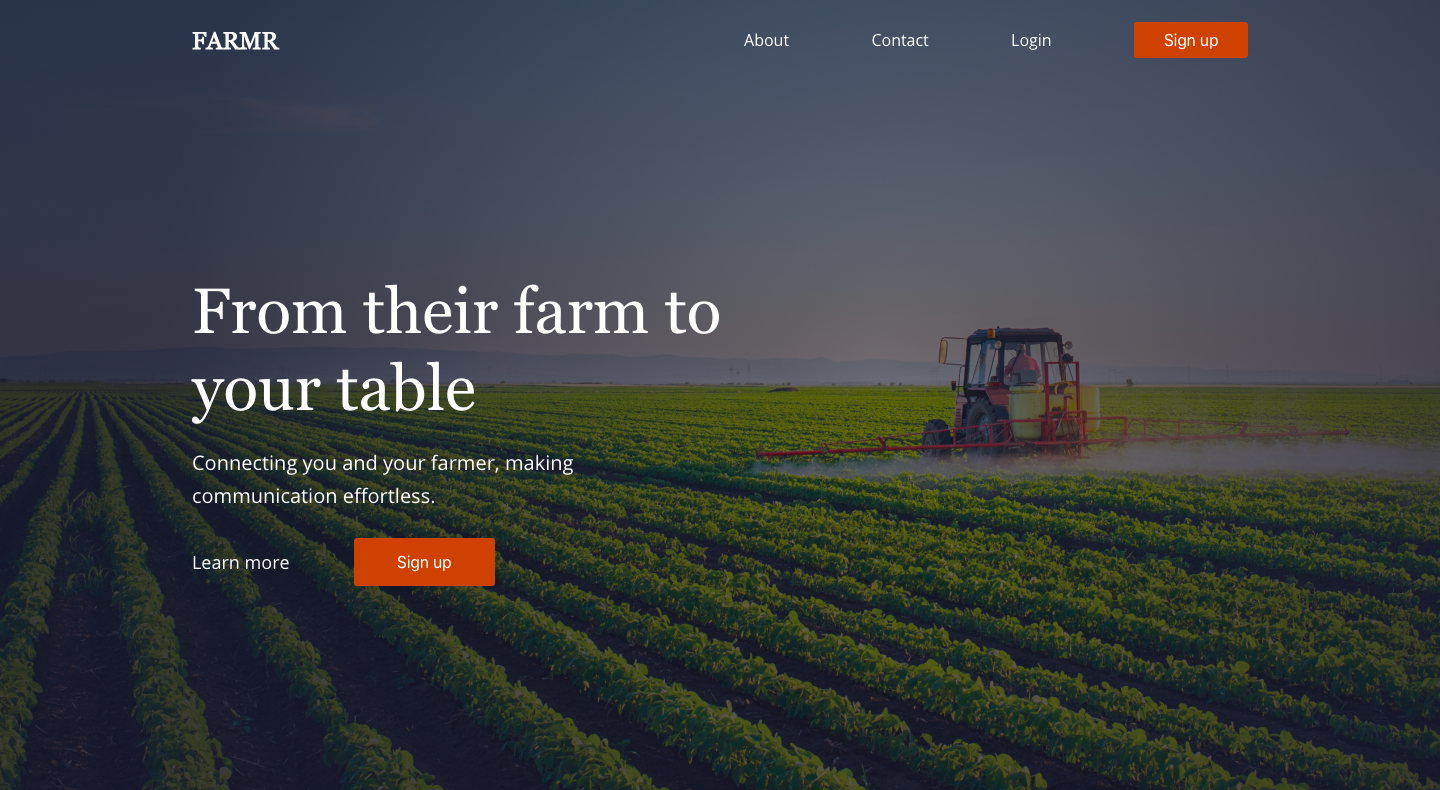 FARMR
About
Contact
Login
Sign up
From their farm to
your table
Connecting you and your farmer, making
communication effortless.
Learn more
Sign up